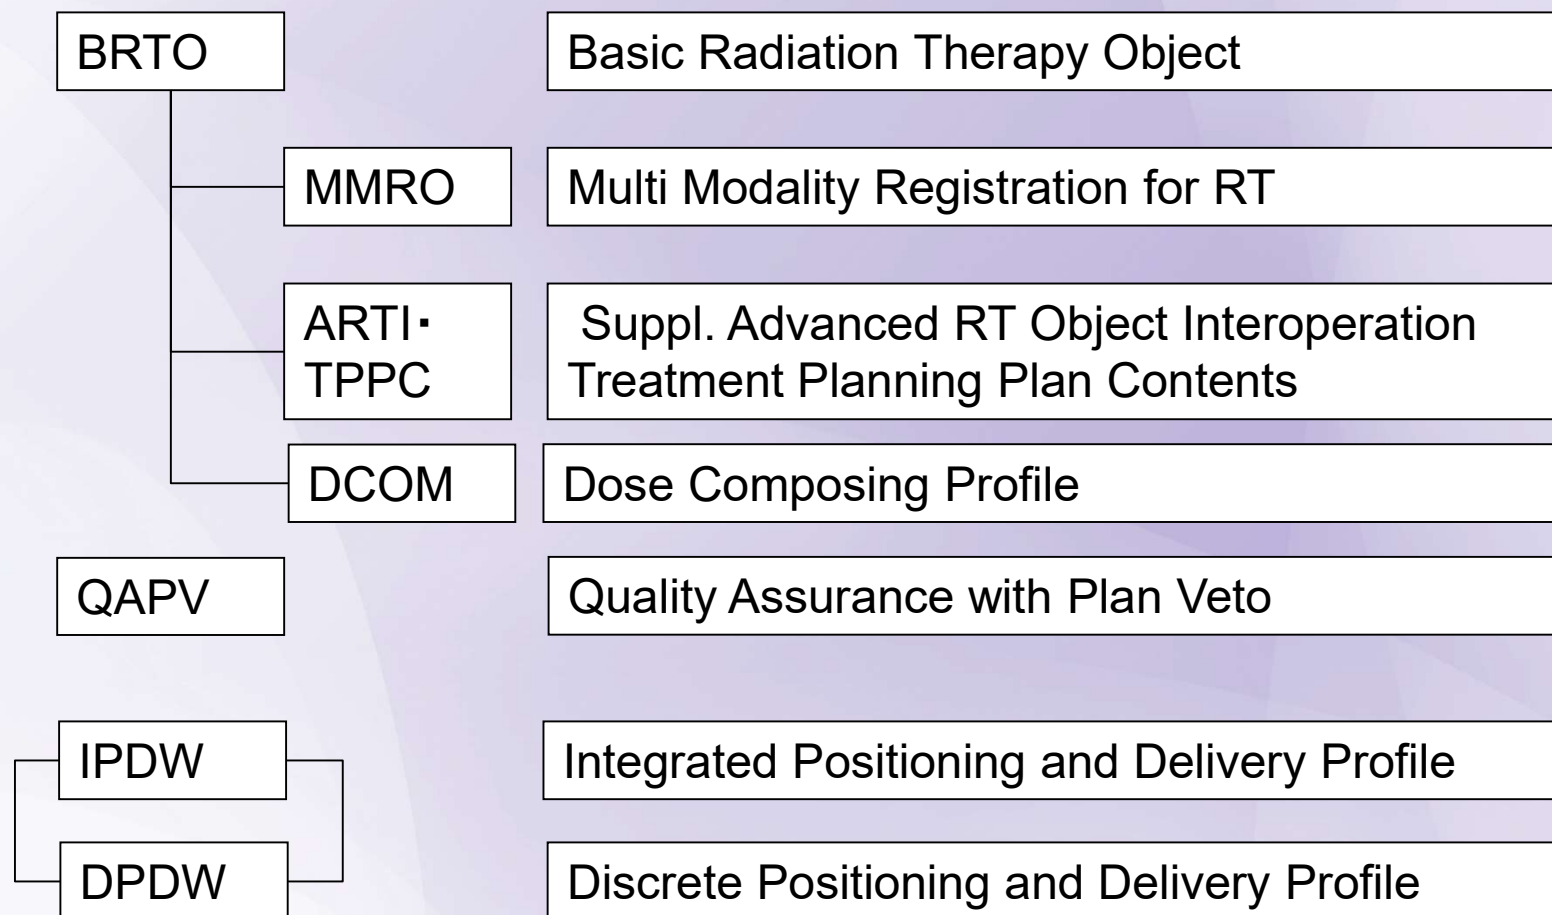 BRTO
Basic Radiation Therapy Object
MMRO
Multi Modality Registration for RT
ARTI・
TPPC
Suppl. Advanced RT Object Interoperation
Treatment Planning Plan Contents
DCOM
Dose Composing Profile
QAPV
Quality Assurance with Plan Veto
IPDW
Integrated Positioning and Delivery Profile
DPDW
Discrete Positioning and Delivery Profile